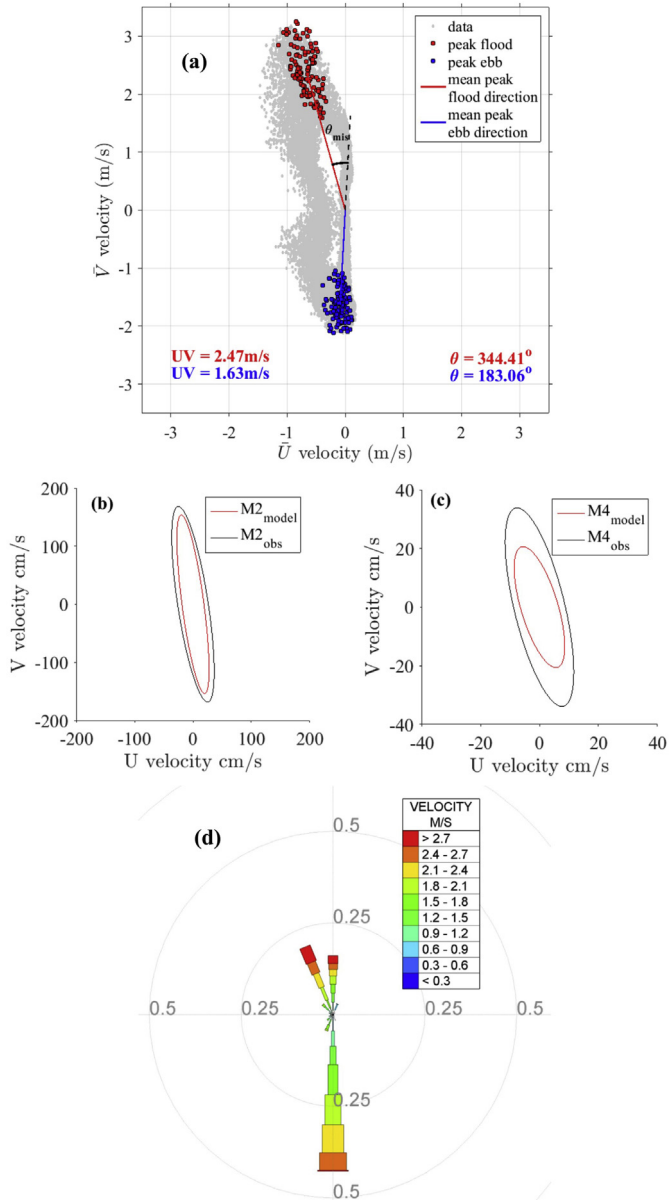 (a)
data
peak flood
peak ebb
mean peak
flood direction
mean peak
ebb direction
θmis
3
2
1
0
-1
-2
-3
V̄ velocity (m/s)
UV = 2.47m/s
θ = 344.41o
UV = 1.63m/s
θ = 183.06o
-3 -2 -1 0 1 2 3
Ū velocity (m/s)
(b)
M2model
M2obs
200
100
0
-100
-200
V velocity cm/s
-200 -100 0 100 200
U velocity cm/s
(c)
M4model
M4obs
40
20
0
-20
-40
V velocity cm/s
-40 -20 0 20 40
U velocity cm/s
(d)
VELOCITY
M/S
> 2.7
2.4 - 2.7
2.1 - 2.4
1.8 - 2.1
1.5 - 1.8
1.2 - 1.5
0.9 - 1.2
0.6 - 0.9
0.3 - 0.6
< 0.3
0.5
0.25
0.5 0.25 0.25 0.5
0.25
0.5